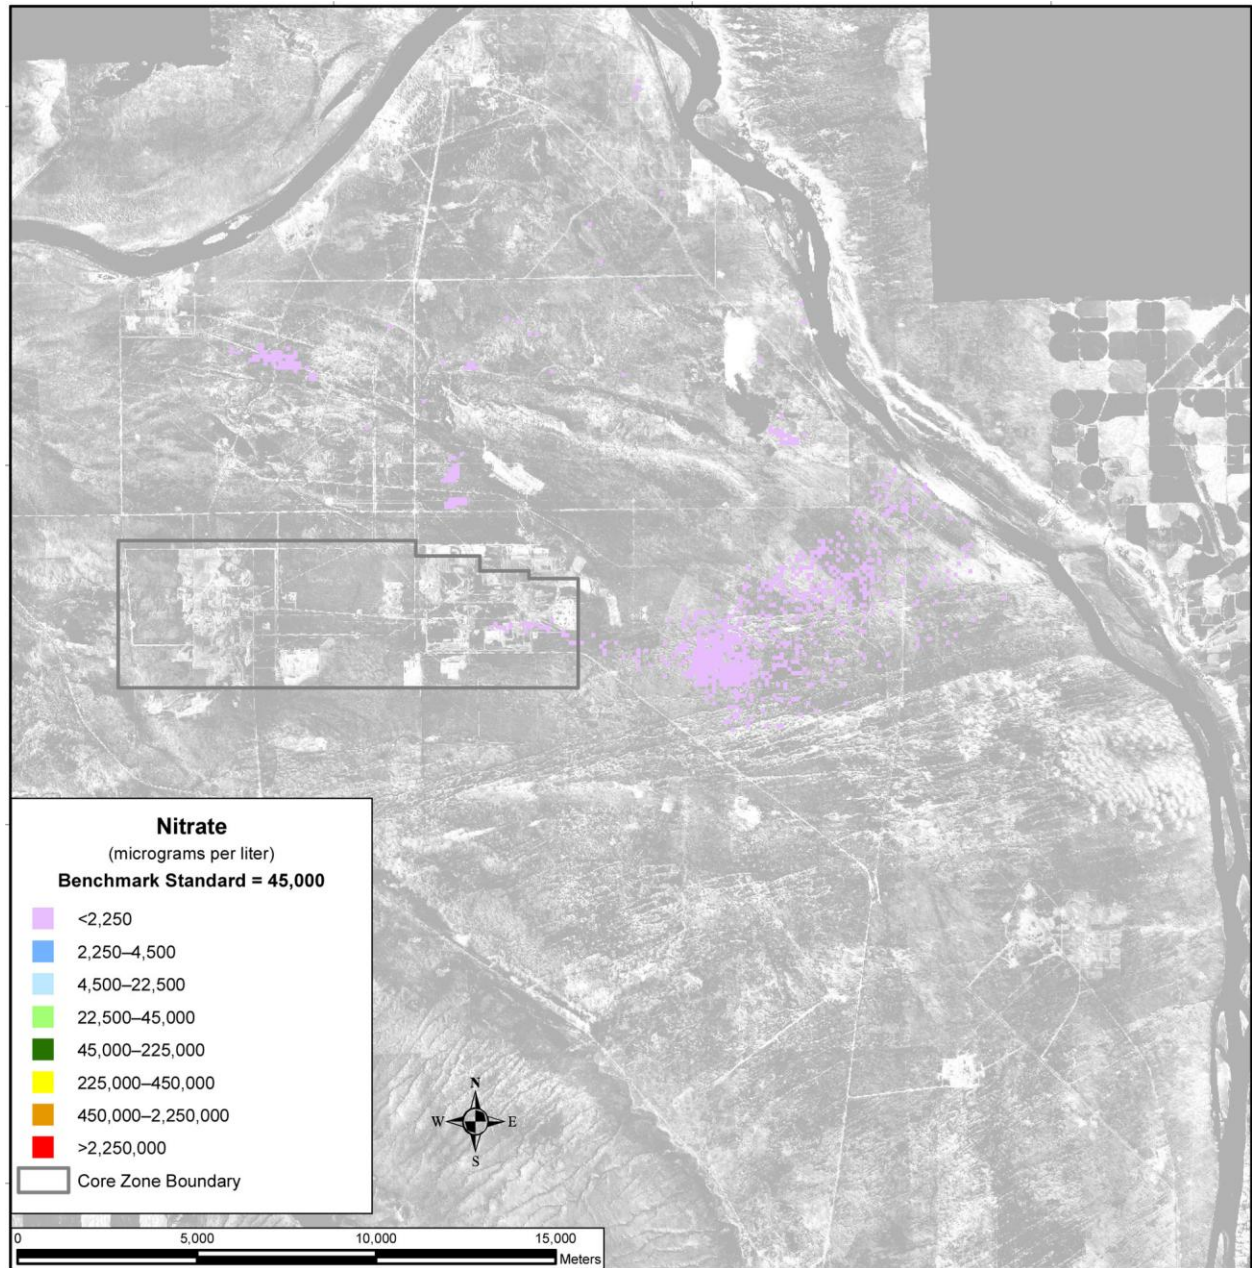 Nitrate
(micrograms per liter)
Benchmark Standard = 45,000
<2,250
2,250–4,500
4,500–22,500
22,500–45,000
45,000–225,000
225,000–450,000
450,000–2,250,000
>2,250,000
Core Zone Boundary
N
W E
S
0 5,000 10,000 15,000
Meters